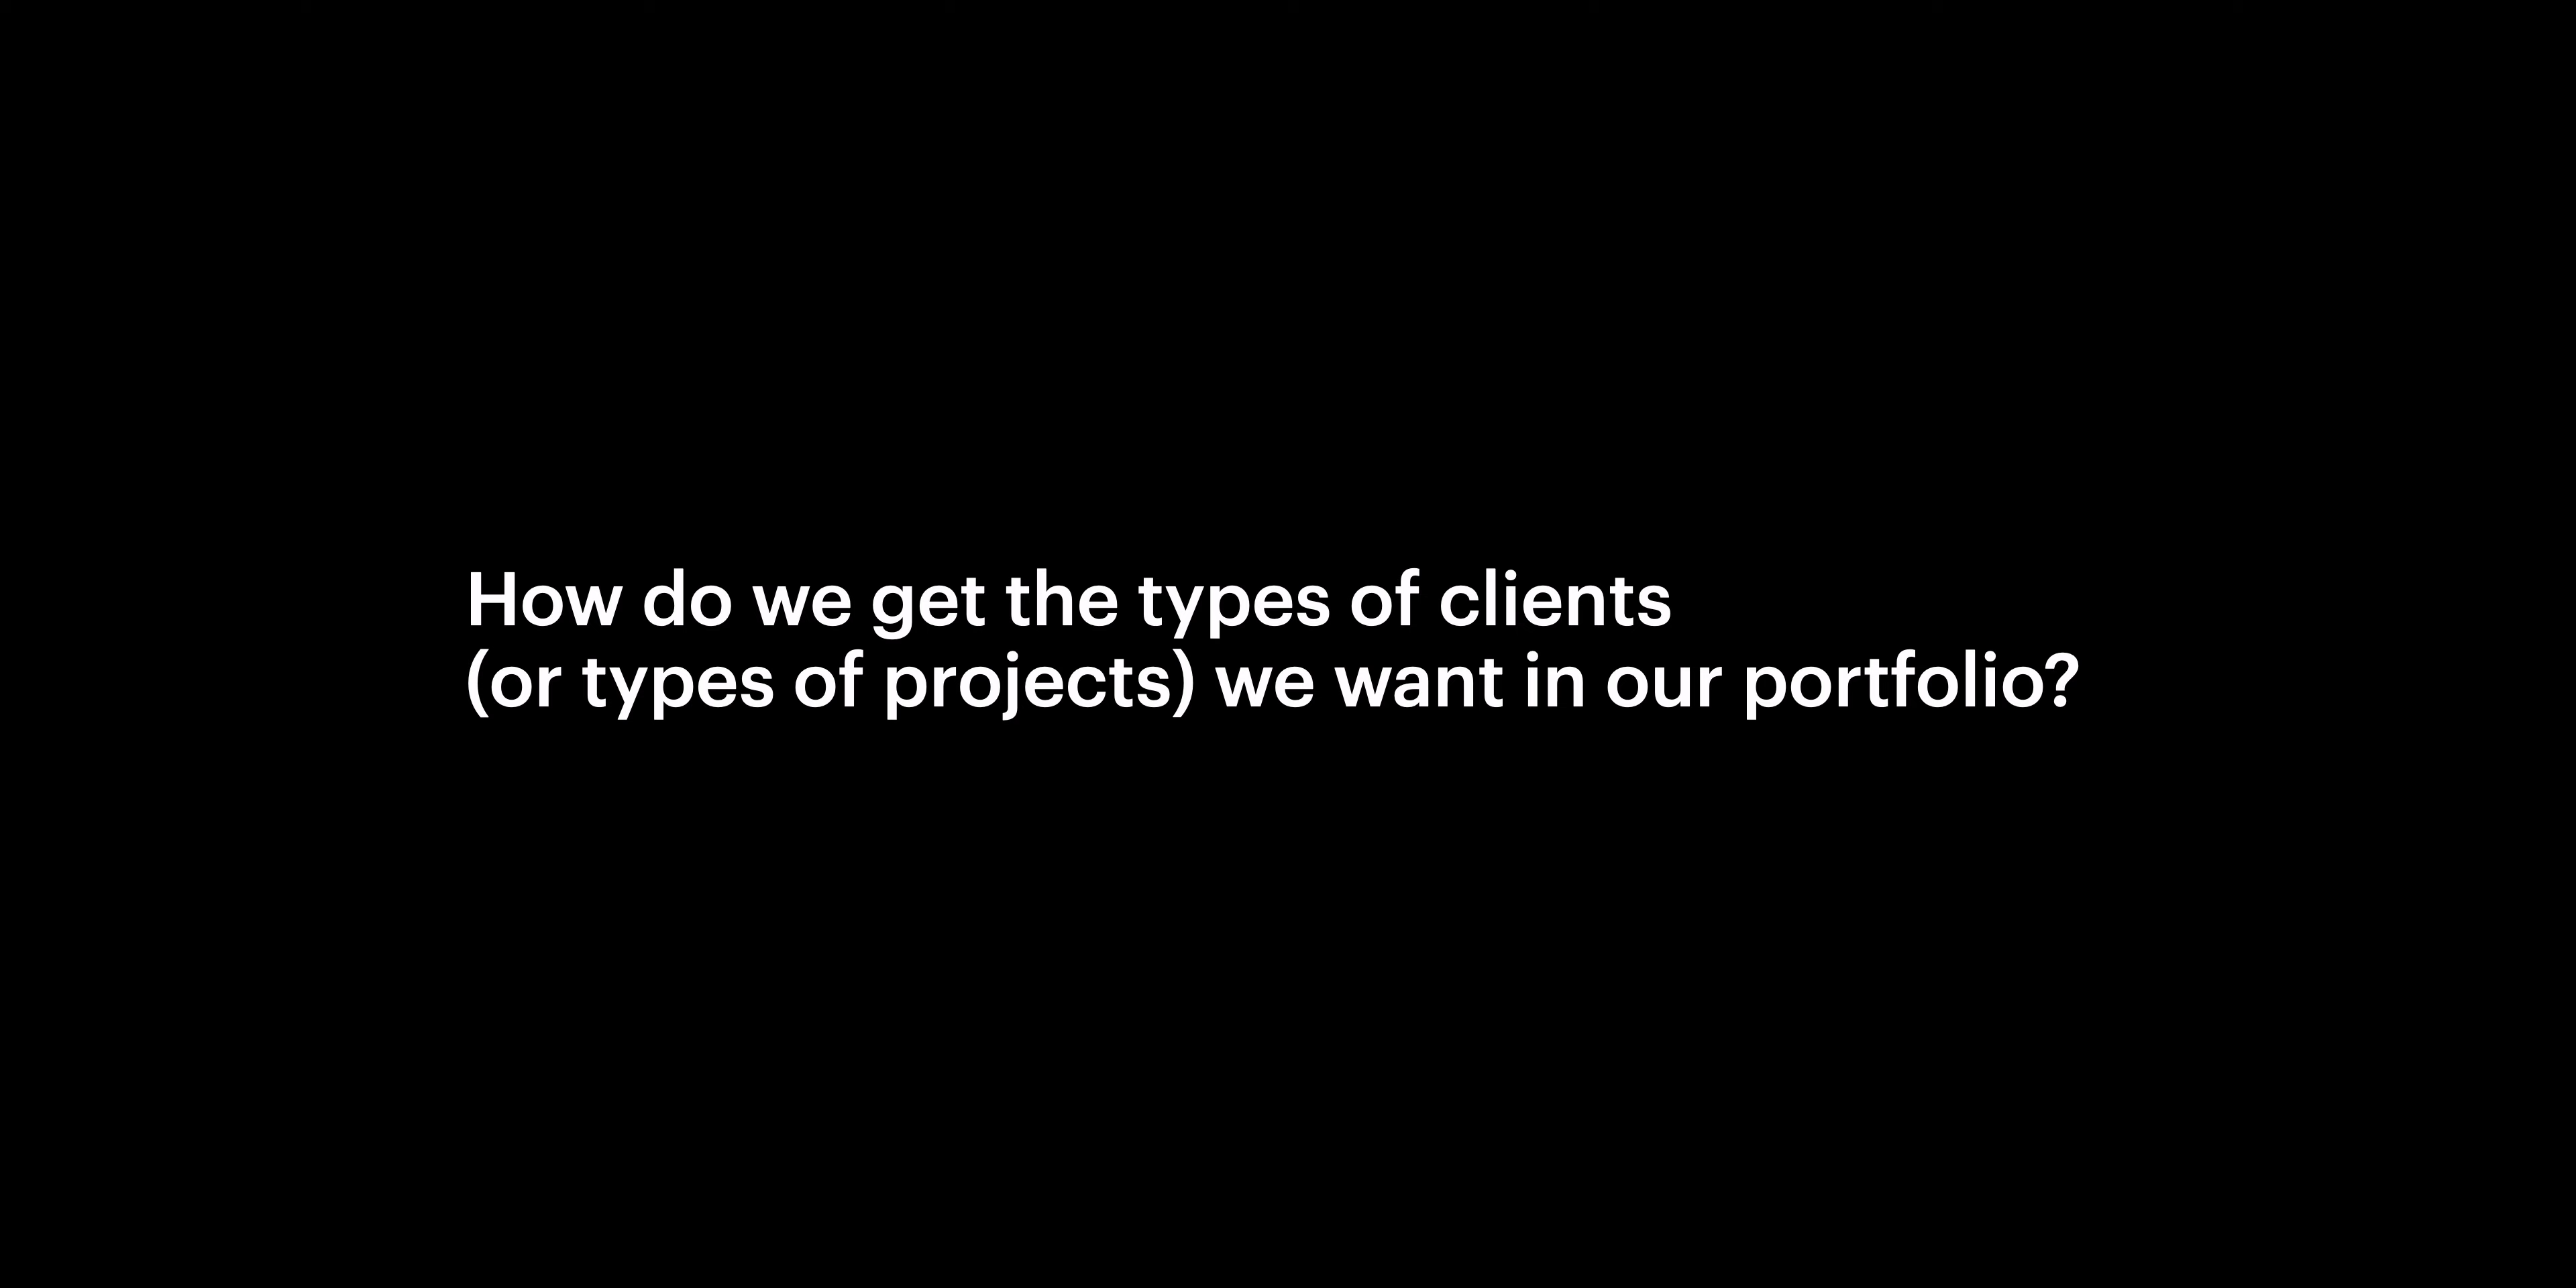 How do we get the types of clients
(or types of projects) we want in our portfolio?